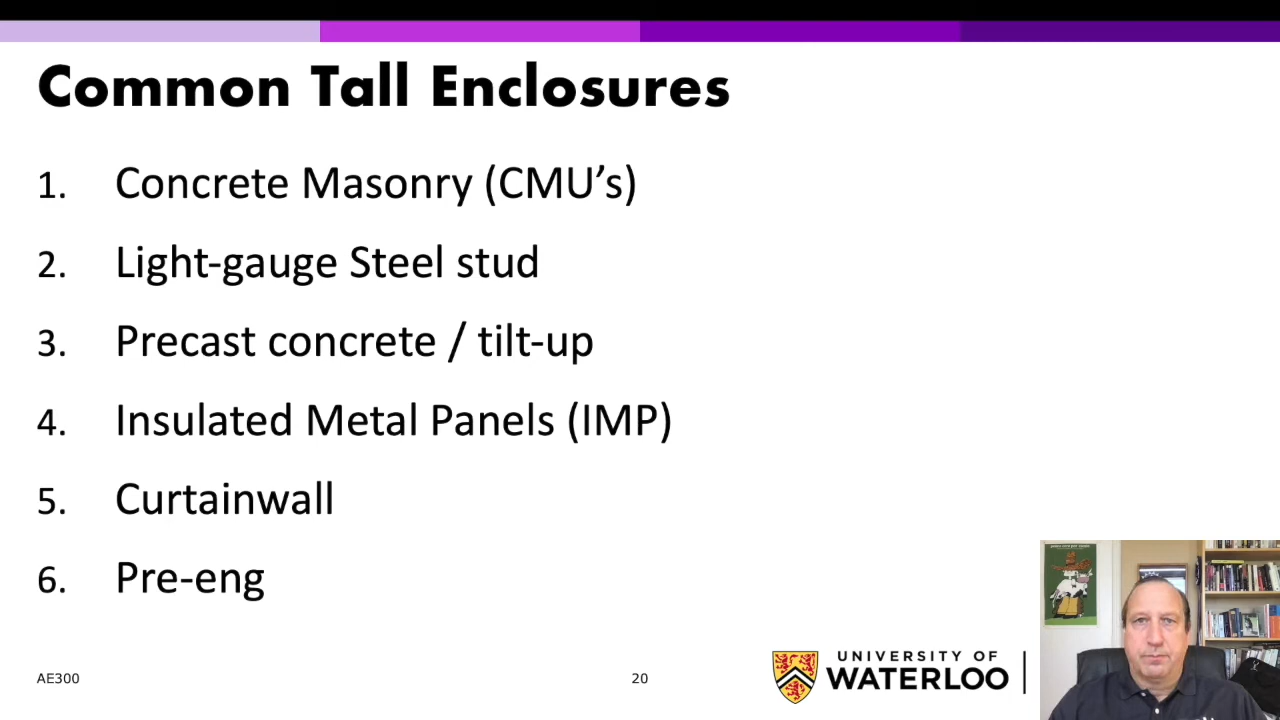 Common Tall Enclosures
1. Concrete Masonry (CMU’s)
2. Light-gauge Steel stud
3. Precast concrete / tilt-up
4. Insulated Metal Panels (IMP)
5. Curtainwall
6. Pre-eng
AE300
20
UNIVERSITY OF
WATERLOO